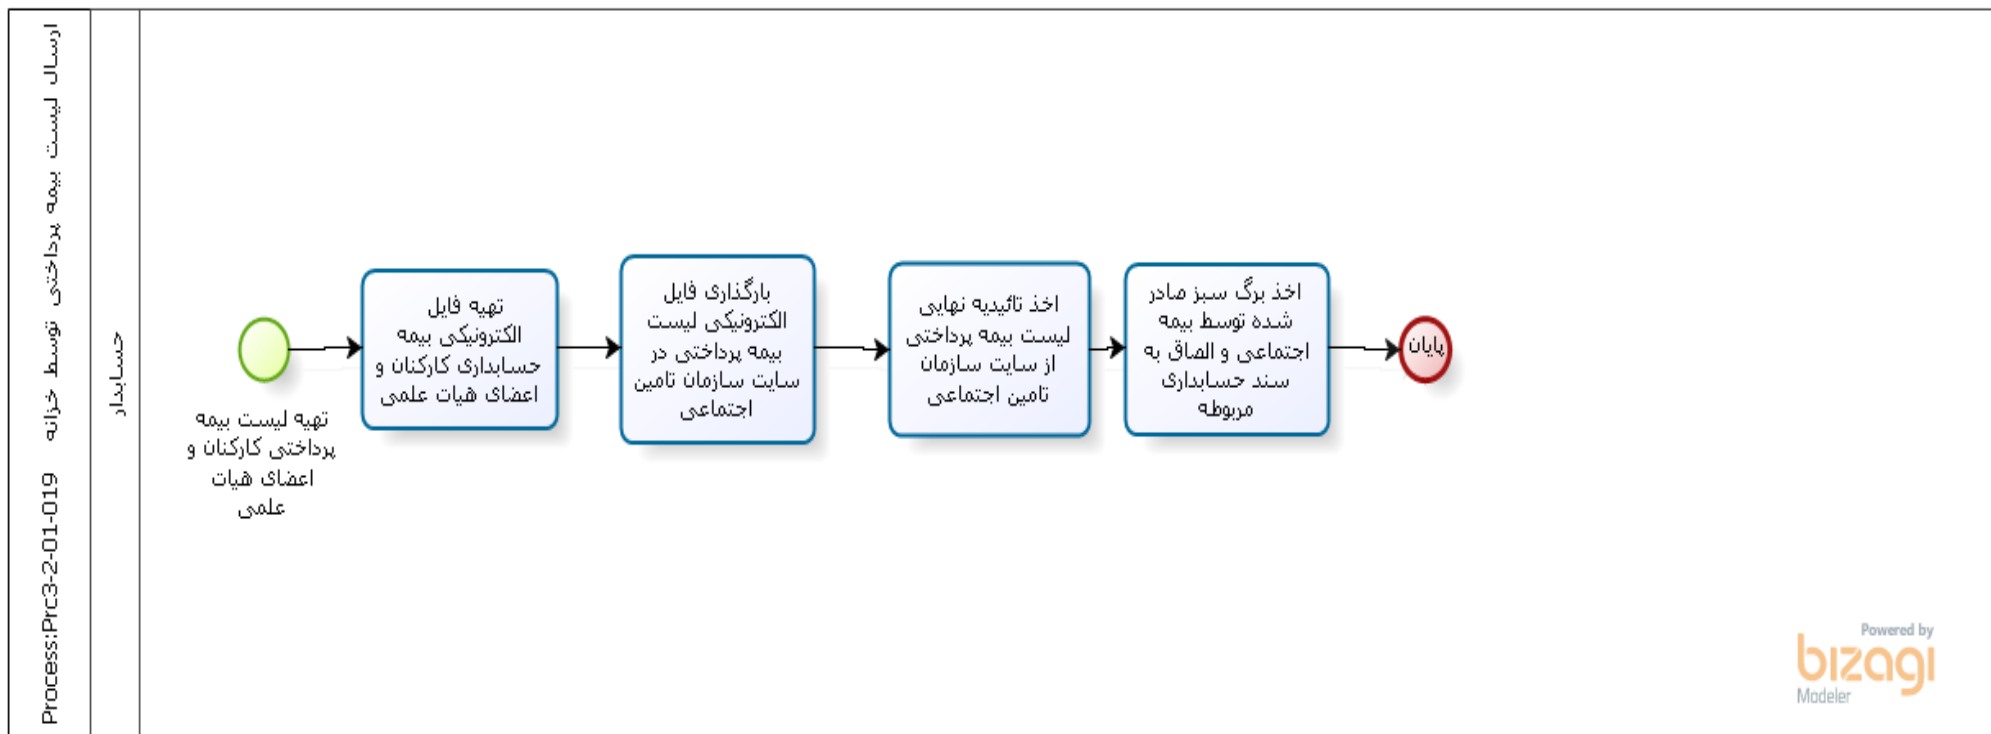 Process:Prc3-2-01-019 ارسال لیست بیمه پرداختی توسط خزانه
حسابدار
تهیه لیست بیمه
پرداختی کارکنان و
اعضای هیات
علمی
تهیه فایل
الکترونیکی بیمه
حسابداری کارکنان و
اعضای هیات علمی
بارگذاری فایل
الکترونیکی لیست
بیمه پرداختی در
سایت سازمان تامین
اجتماعی
اخذ تائیدیه نهایی
لیست بیمه پرداختی
از سایت سازمان
تامین اجتماعی
اخذ برگ سبز صادر
شده توسط بیمه
اجتماعی و الصاق به
سند حسابداری
مربوطه
پایان
Powered by
bizagi
Modeler